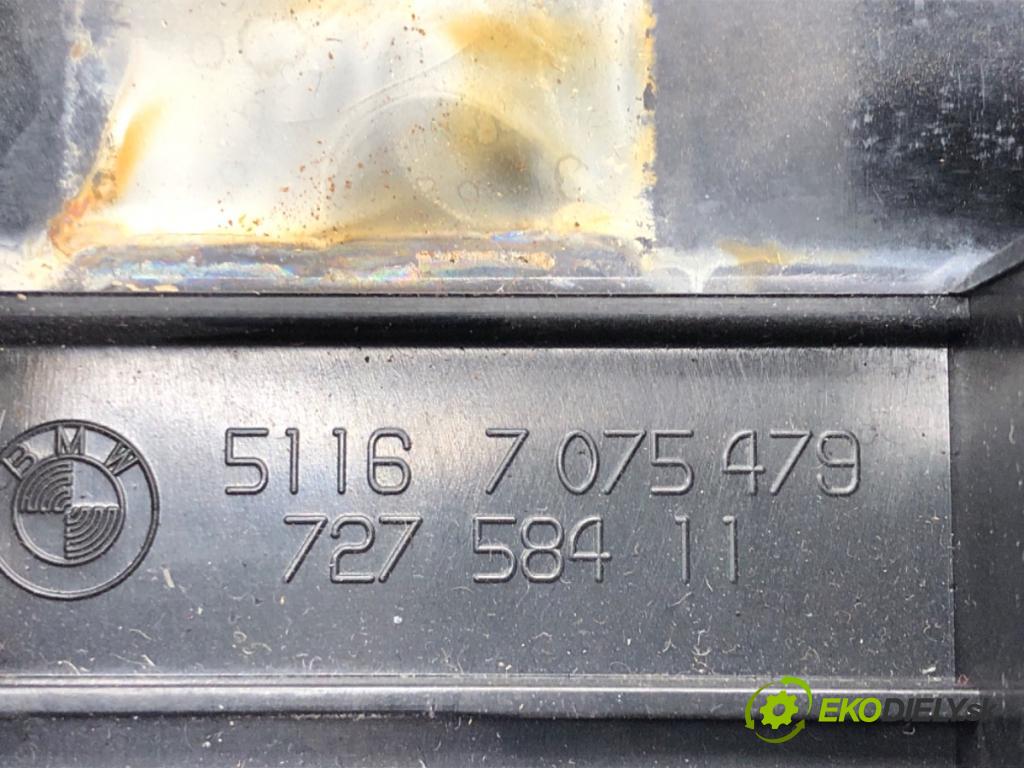 BMW
5116 7 075 479
727 584 11
EKODIELY.sk